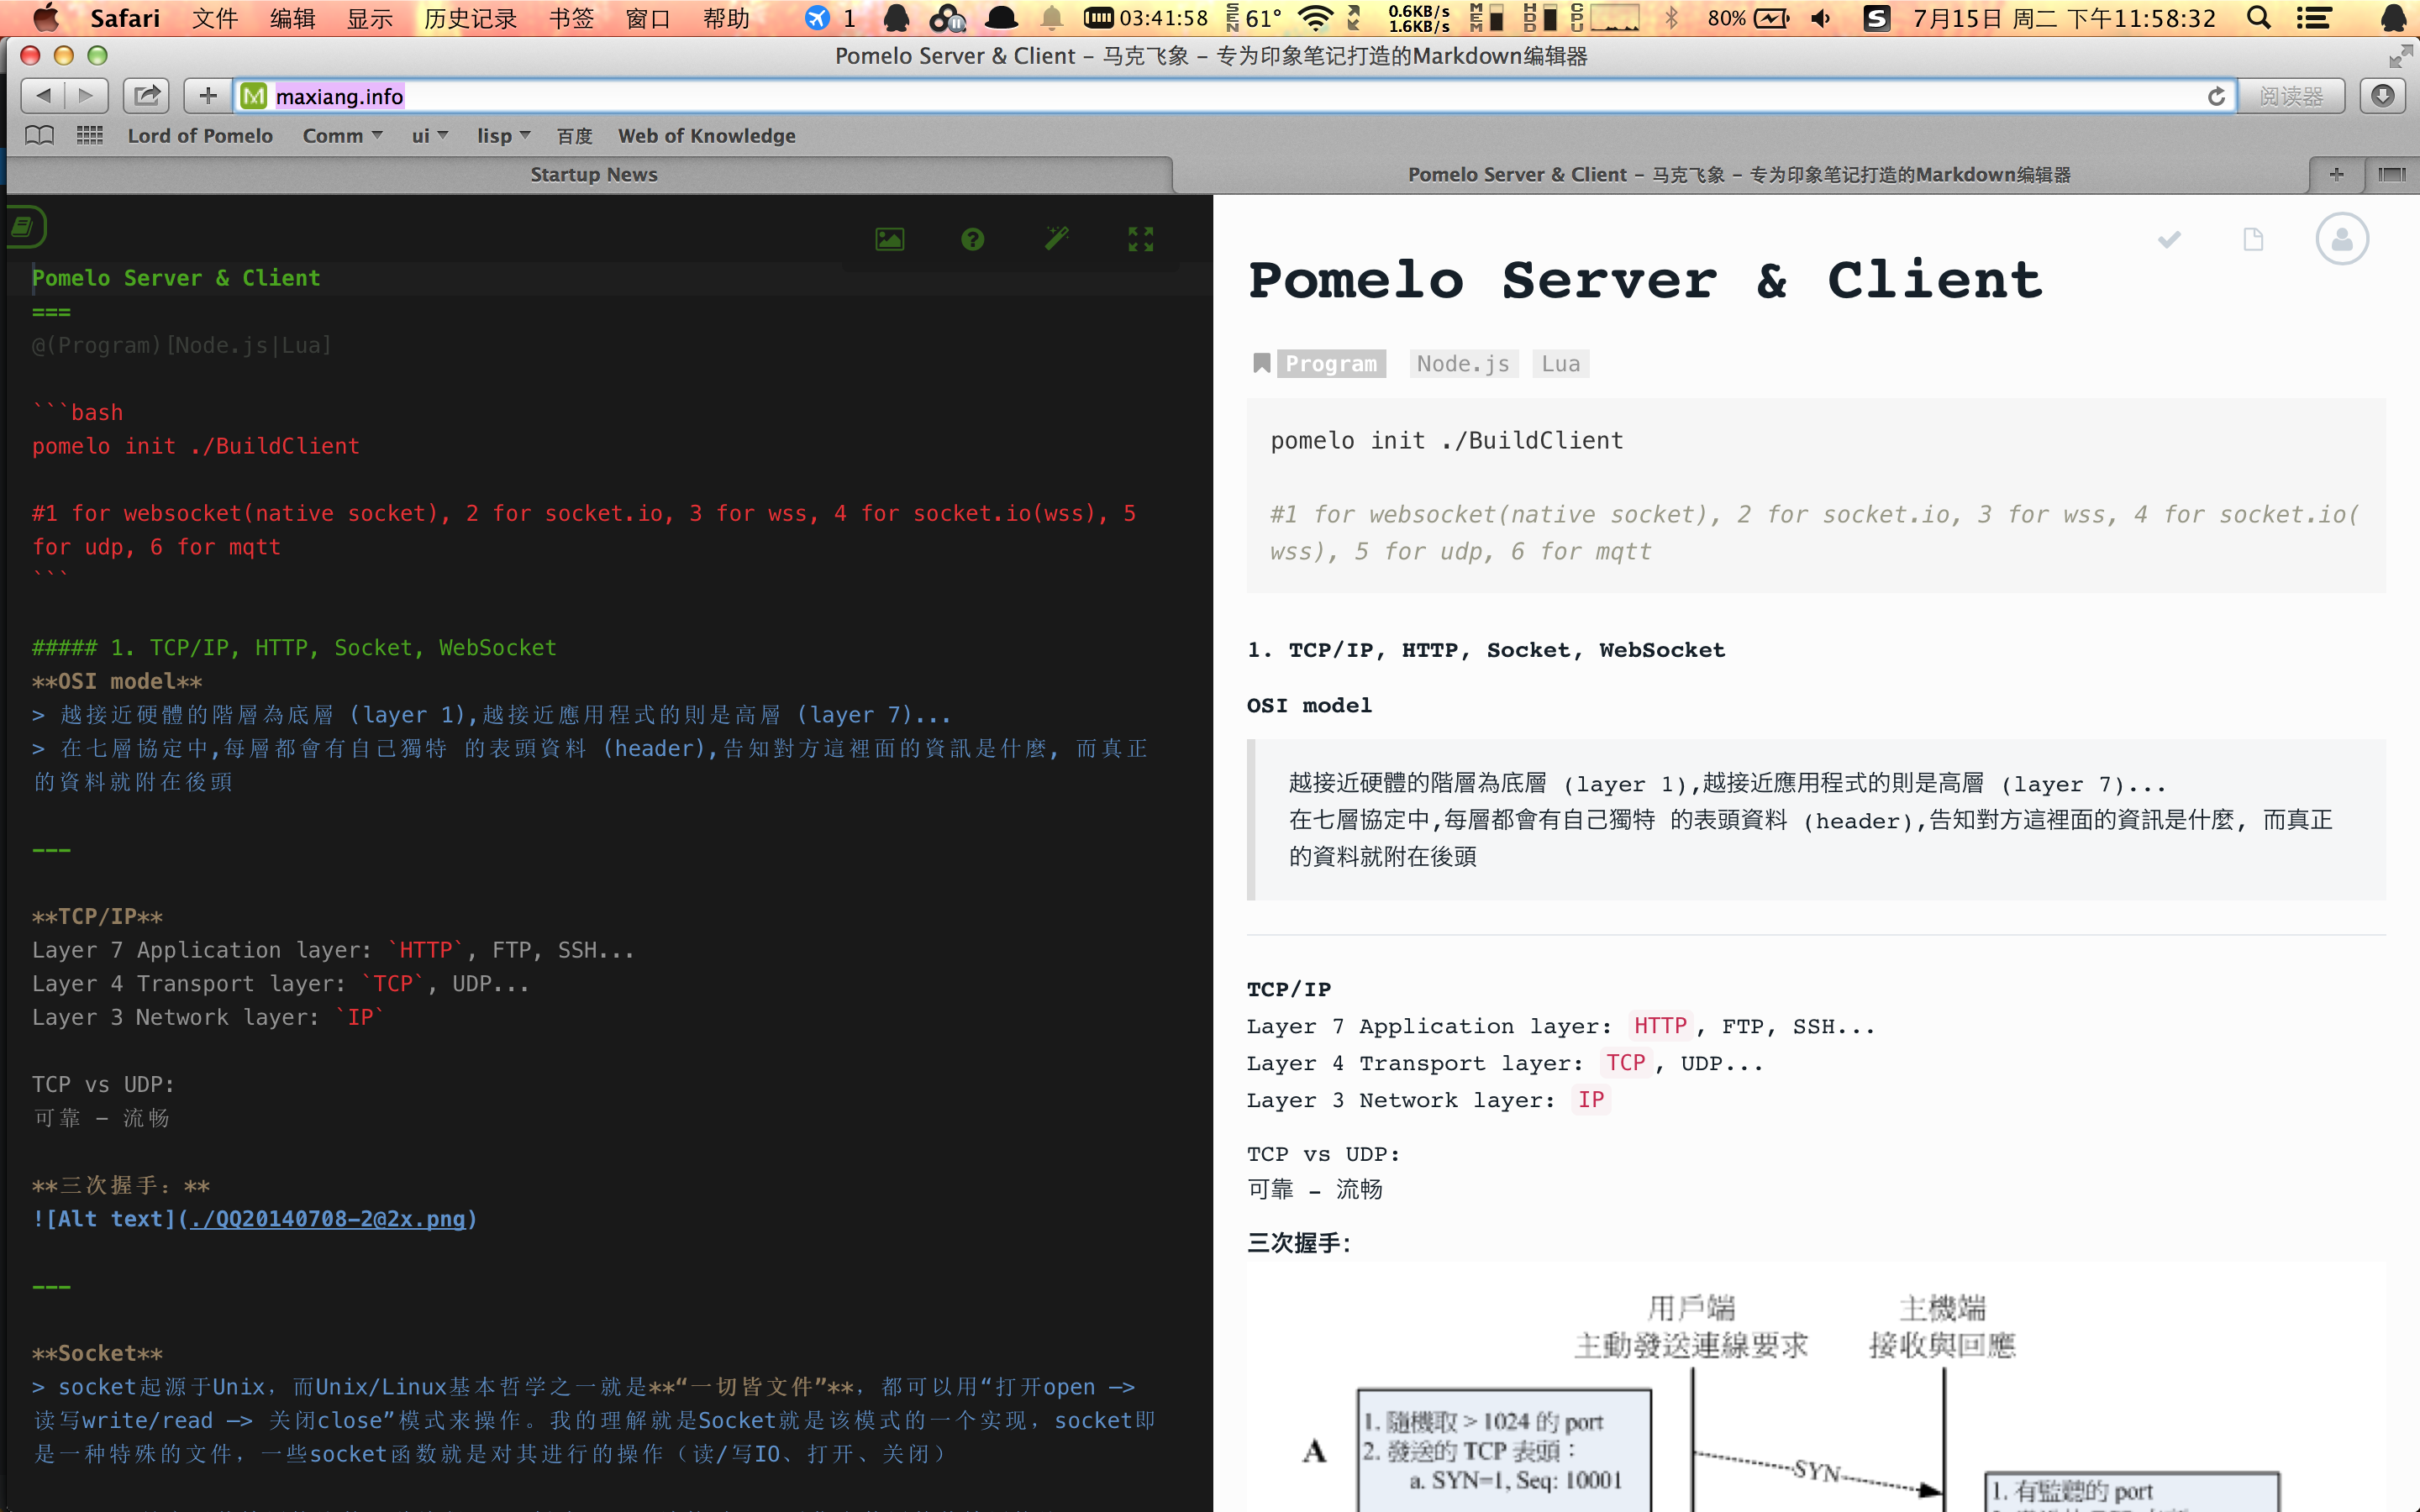 Safari 文件 编辑 显示 历史记录 书签 窗口 帮助 1 03:41:58 SEN 61° 0.6KB/s 1.6KB/s MEM HDD CPU 80% 7月15日 周二 下午11:58:32
Pomelo Server & Client – 马克飞象 – 专为印象笔记打造的Markdown编辑器
maxiang.info 阅读器
Lord of Pomelo Comm ui lisp 百度 Web of Knowledge
Startup News
Pomelo Server & Client – 马克飞象 – 专为印象笔记打造的Markdown编辑器
Pomelo Server & Client
===
@(Program)[Node.js|Lua]
```bash
pomelo init ./BuildClient
#1 for websocket(native socket), 2 for socket.io, 3 for wss, 4 for socket.io(wss), 5
for udp, 6 for mqtt
```
##### 1. TCP/IP, HTTP, Socket, WebSocket
**OSI model**
> 越接近硬體的階層為底層 (layer 1),越接近應用程式的則是高層 (layer 7)...
> 在七層協定中,每層都會有自己獨特 的表頭資料 (header),告知對方這裡面的資訊是什麼, 而真正
的資料就附在後頭
---
**TCP/IP**
Layer 7 Application layer: `HTTP`, FTP, SSH...
Layer 4 Transport layer: `TCP`, UDP...
Layer 3 Network layer: `IP`
TCP vs UDP:
可靠 - 流畅
**三次握手：**
![Alt text](./QQ20140708-2@2x.png)
---
**Socket**
> socket起源于Unix，而Unix/Linux基本哲学之一就是**“一切皆文件”**，都可以用“打开open —>
读写write/read —> 关闭close”模式来操作。我的理解就是Socket就是该模式的一个实现，socket即
是一种特殊的文件，一些socket函数就是对其进行的操作（读/写IO、打开、关闭）
Pomelo Server & Client
Program Node.js Lua
pomelo init ./BuildClient
#1 for websocket(native socket), 2 for socket.io, 3 for wss, 4 for socket.io(
wss), 5 for udp, 6 for mqtt
1. TCP/IP, HTTP, Socket, WebSocket
OSI model
越接近硬體的階層為底層 (layer 1),越接近應用程式的則是高層 (layer 7)...
在七層協定中,每層都會有自己獨特 的表頭資料 (header),告知對方這裡面的資訊是什麼, 而真正
的資料就附在後頭
TCP/IP
Layer 7 Application layer: HTTP, FTP, SSH...
Layer 4 Transport layer: TCP, UDP...
Layer 3 Network layer: IP
TCP vs UDP:
可靠 - 流畅
三次握手：
用戶端 主機端
主動發送連線要求 接收與回應
1. 隨機取 > 1024 的 port
2. 發送的 TCP 表頭：
A
a. SYN=1, Seq: 10001
SYN
1. 有監聽的 port